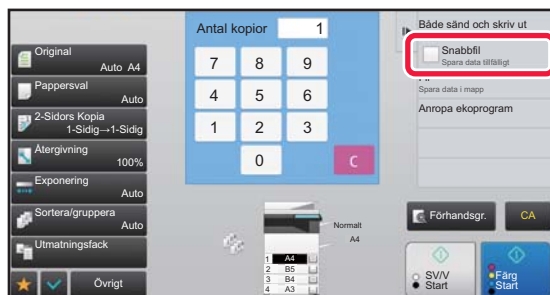 Antal kopior 1
Original
Auto A4
Pappersval
Auto
2-Sidors Kopia
1-Sidig→1-Sidig
Återgivning
100%
Exponering
Auto
Sortera/gruppera
Auto
Utmatningsfack
Övrigt
7 8 9
4 5 6
1 2 3
0 C
Normalt
A4
1 A4
2 B5
3 B4
4 A3
Både sänd och skriv ut
Snabbfil
Spara data tillfälligt
Spara data i mapp
Anropa ekoprogram
Förhandsgr.
CA
SV/V
Start
Färg
Start